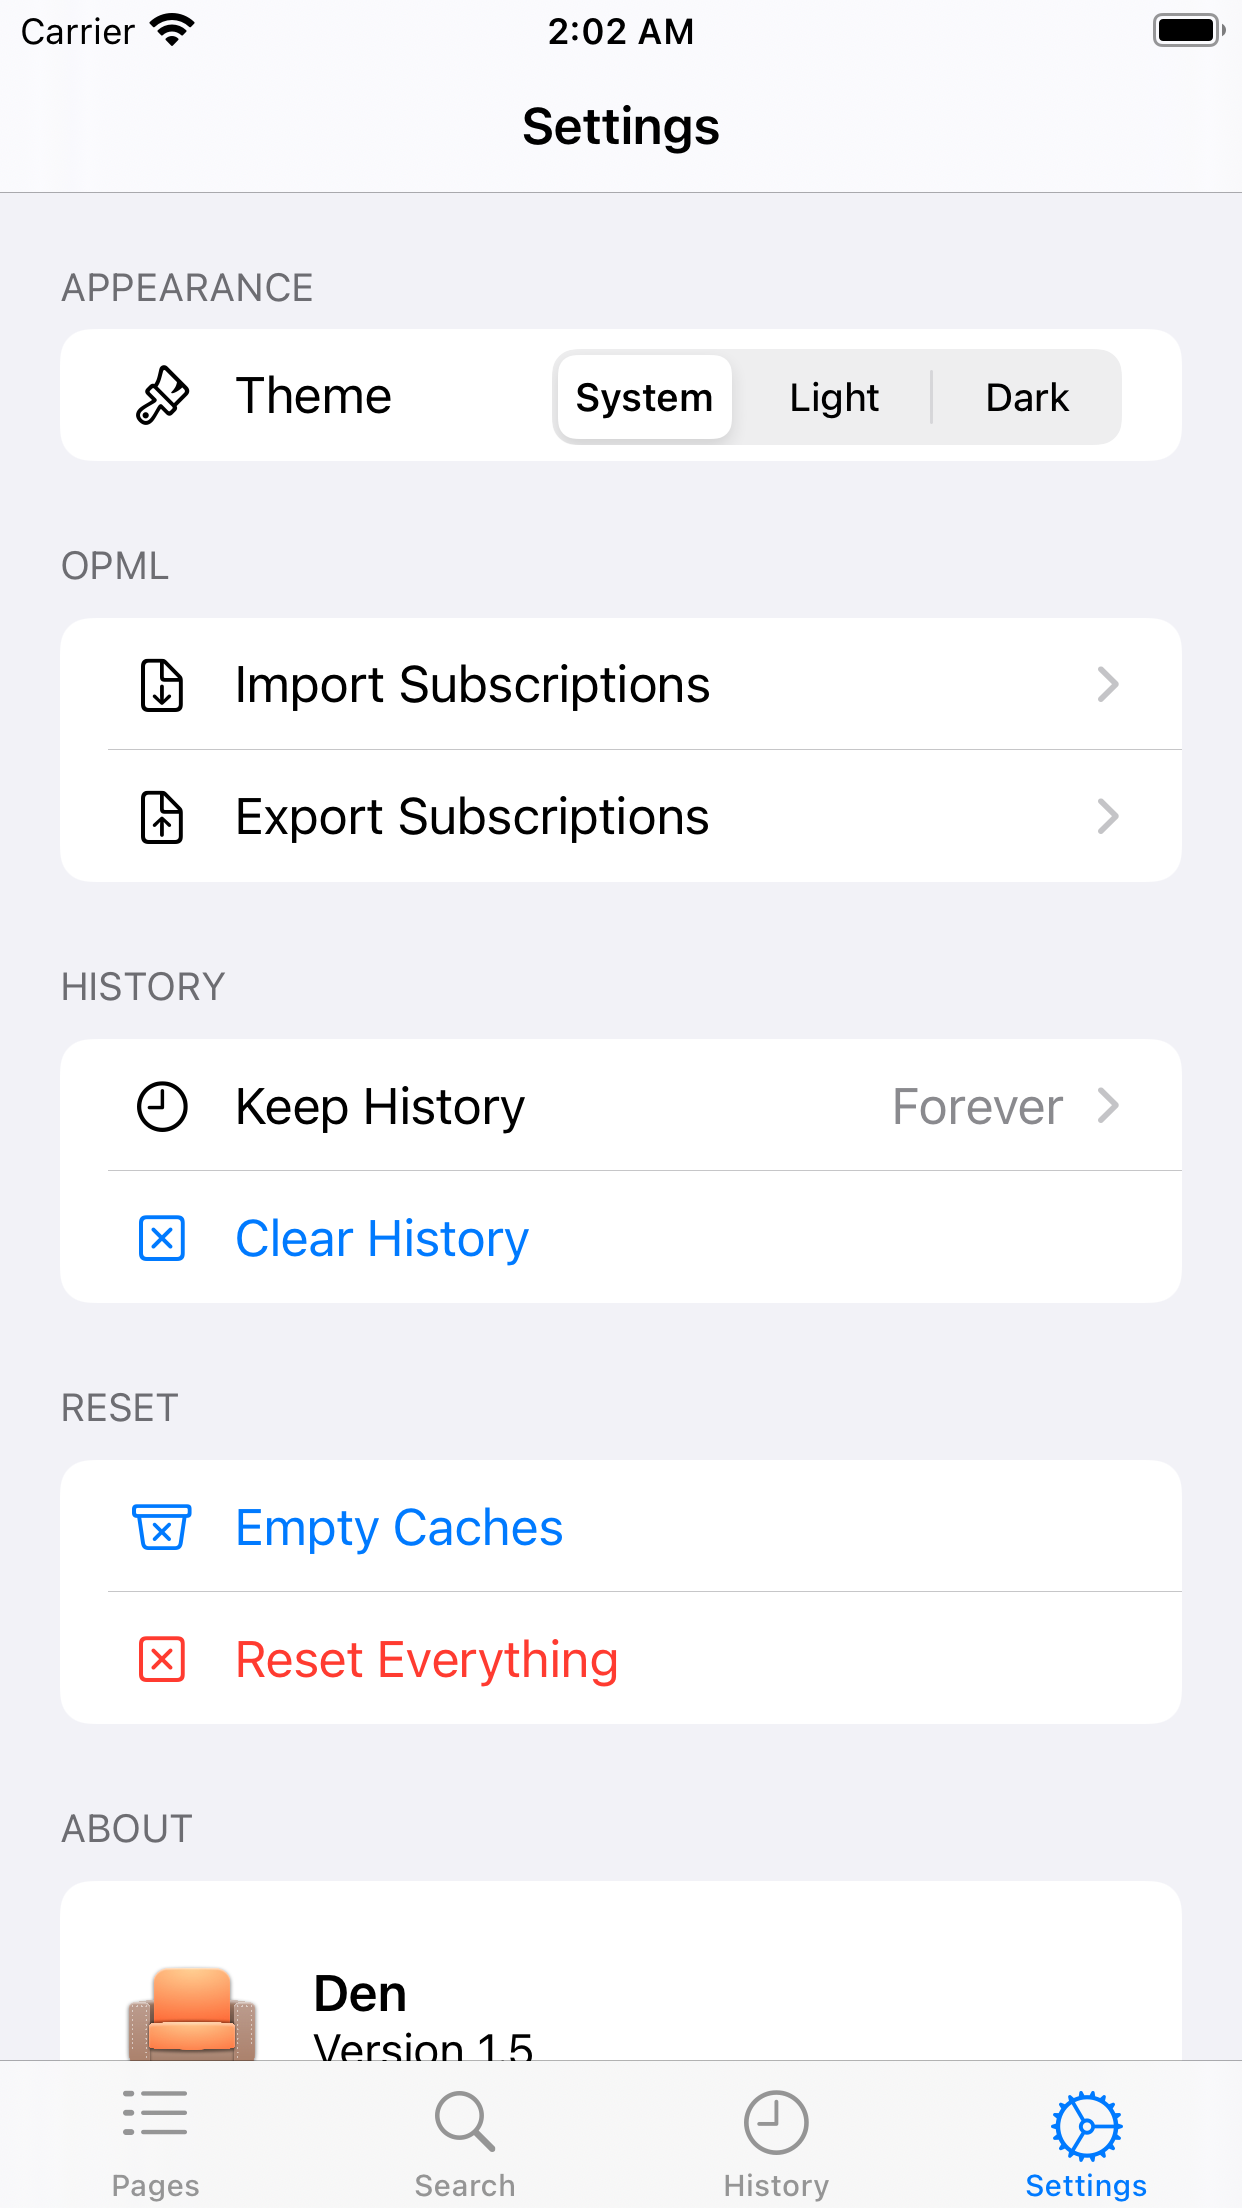 Carrier 2:02 AM
Settings
APPEARANCE
Theme System Light Dark
OPML
Import Subscriptions
Export Subscriptions
HISTORY
Keep History Forever
Clear History
RESET
Empty Caches
Reset Everything
ABOUT
Den
Version 1.5
Pages Search History Settings